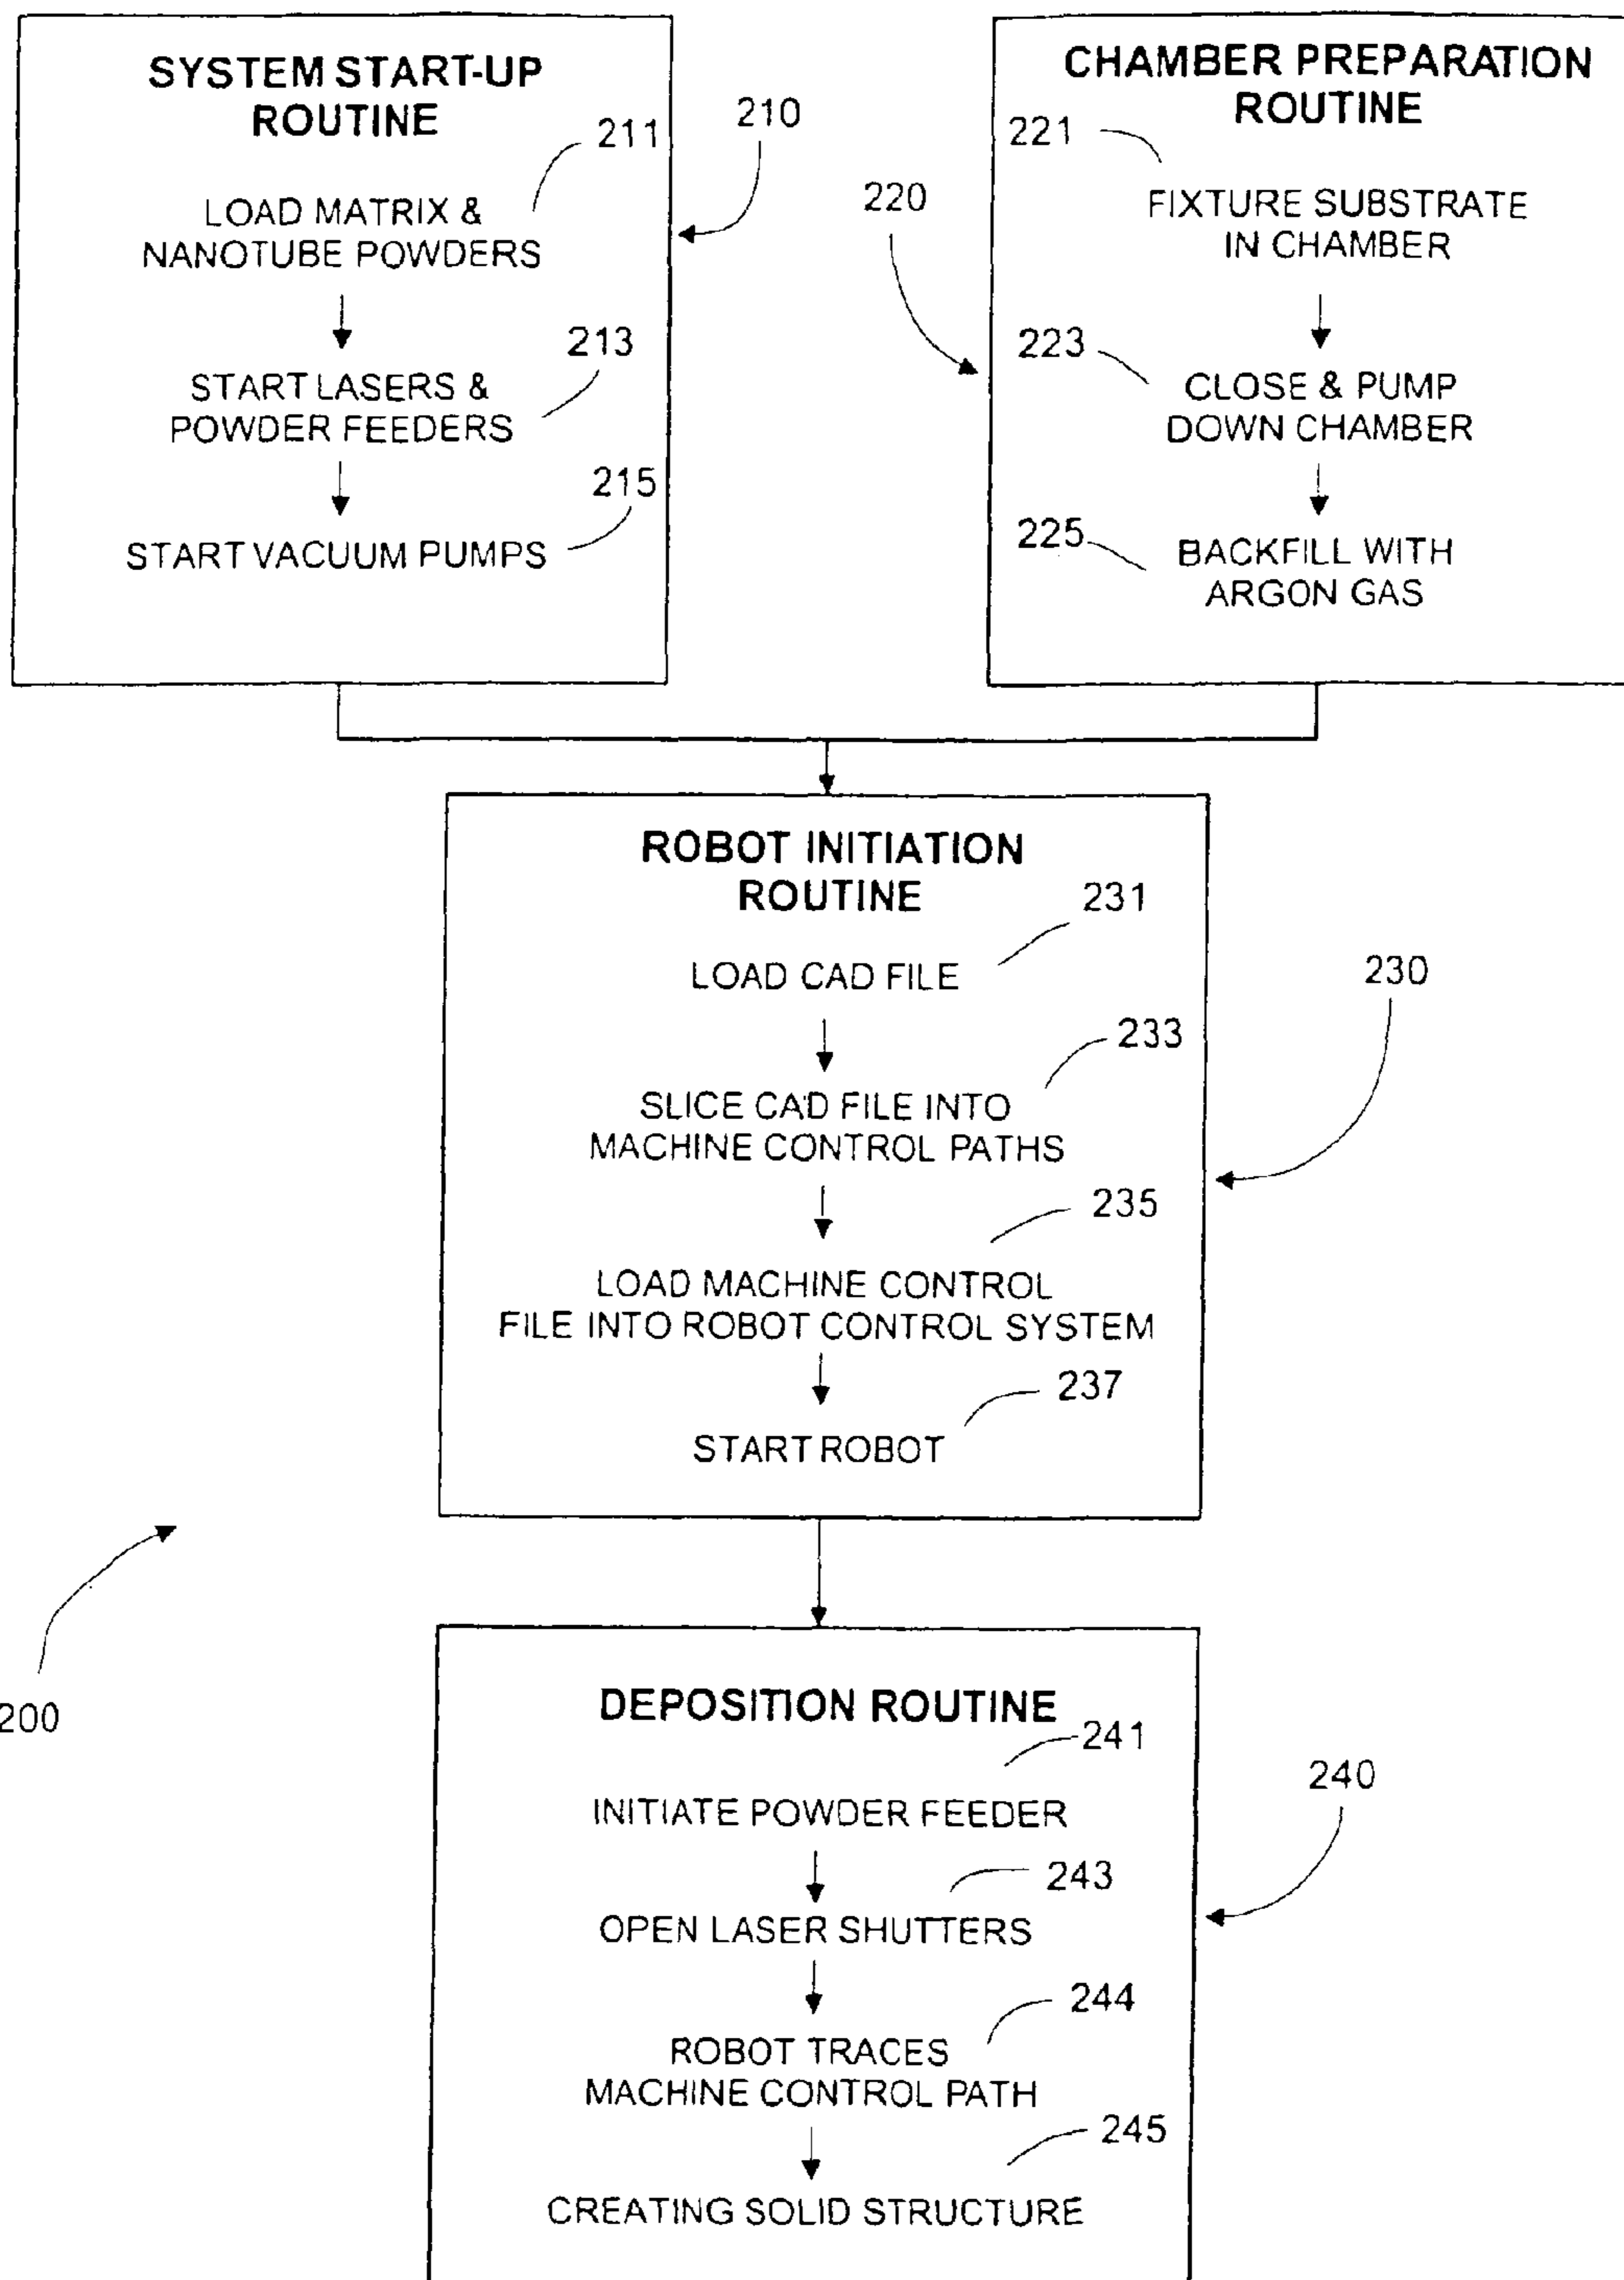 SYSTEM START-UP
ROUTINE
211
210
LOAD MATRIX &
NANOTUBE POWDERS
213
START LASERS &
POWDER FEEDERS
215
START VACUUM PUMPS
CHAMBER PREPARATION
ROUTINE
221
220
FIXTURE SUBSTRATE
IN CHAMBER
223
CLOSE & PUMP
DOWN CHAMBER
225
BACKFILL WITH
ARGON GAS
ROBOT INITIATION
ROUTINE
231
LOAD CAD FILE
230
233
SLICE CAD FILE INTO
MACHINE CONTROL PATHS
235
LOAD MACHINE CONTROL
FILE INTO ROBOT CONTROL SYSTEM
237
START ROBOT
200
DEPOSITION ROUTINE
241
INITIATE POWDER FEEDER
240
243
OPEN LASER SHUTTERS
244
ROBOT TRACES
MACHINE CONTROL PATH
245
CREATING SOLID STRUCTURE